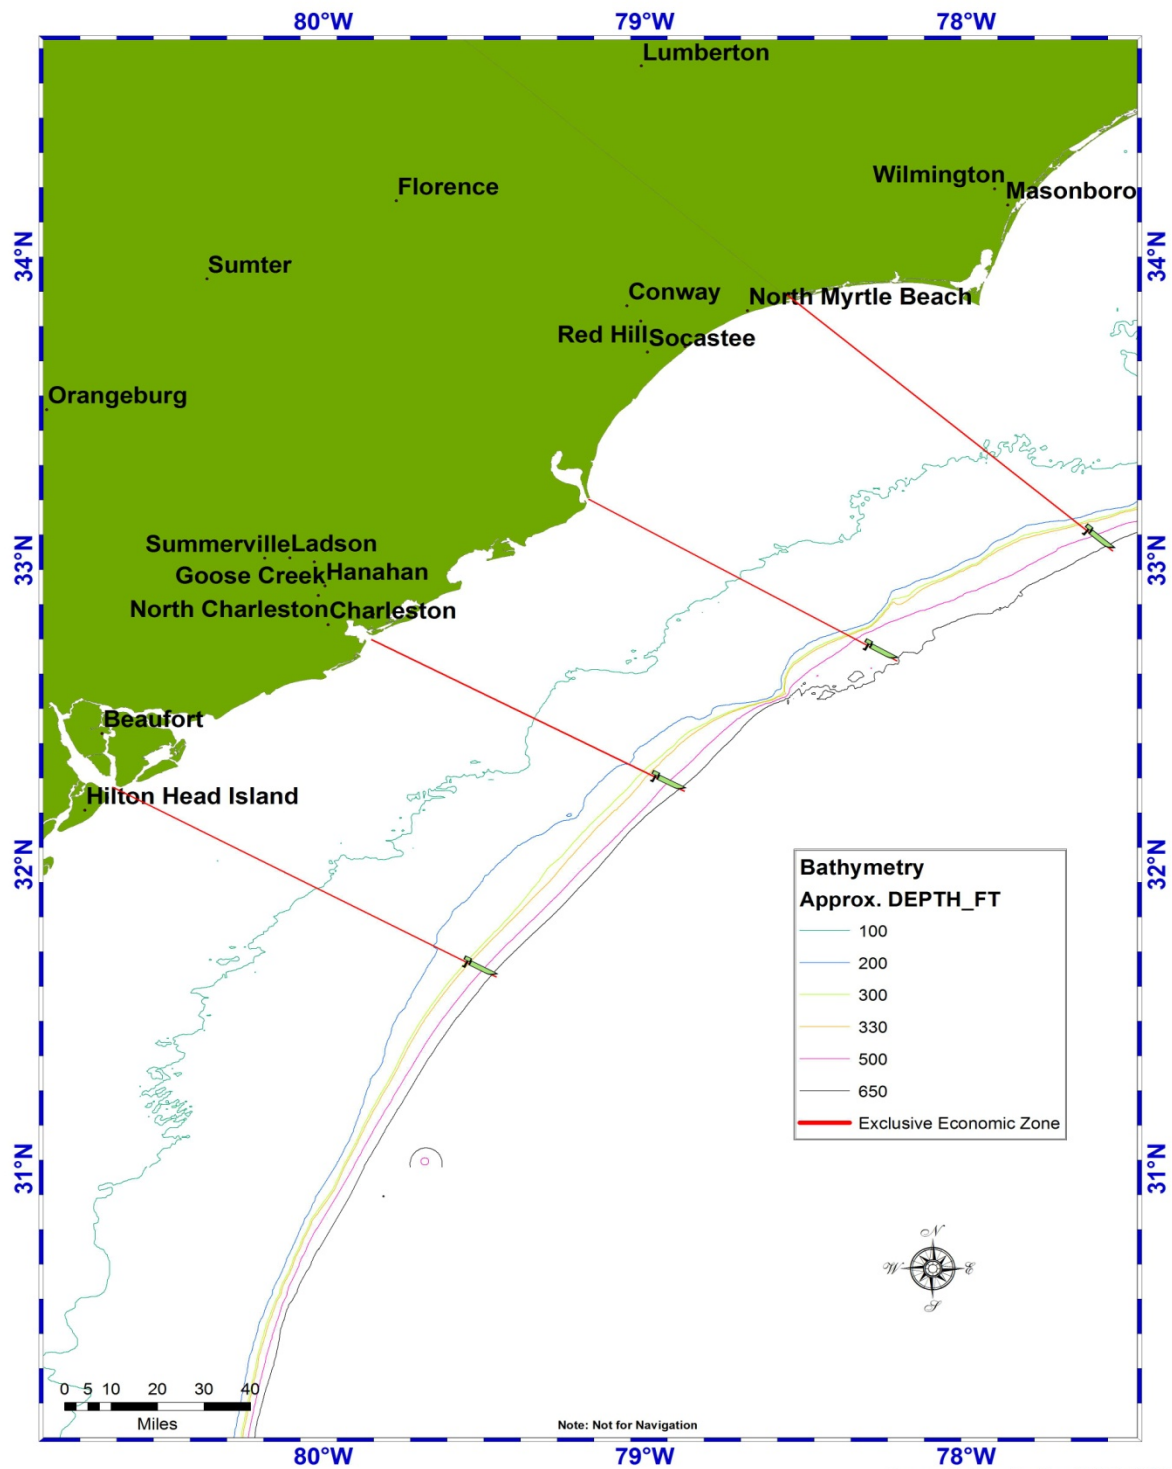 80°W 79°W 78°W
Lumberton
Wilmington
Florence
Masonboro
34°N 34°N
Sumter
Conway
North Myrtle Beach
Red Hill Socastee
Orangeburg
Summerville Ladson
33°N 33°N
Goose Creek Hanahan
North Charleston Charleston
Beaufort
Hilton Head Island
32°N 32°N
Bathymetry
Approx. DEPTH_FT
100
200
300
330
500
650
Exclusive Economic Zone
31°N 31°N
N
W E
S
0 5 10 20 30 40
Miles
Note: Not for Navigation
80°W 79°W 78°W